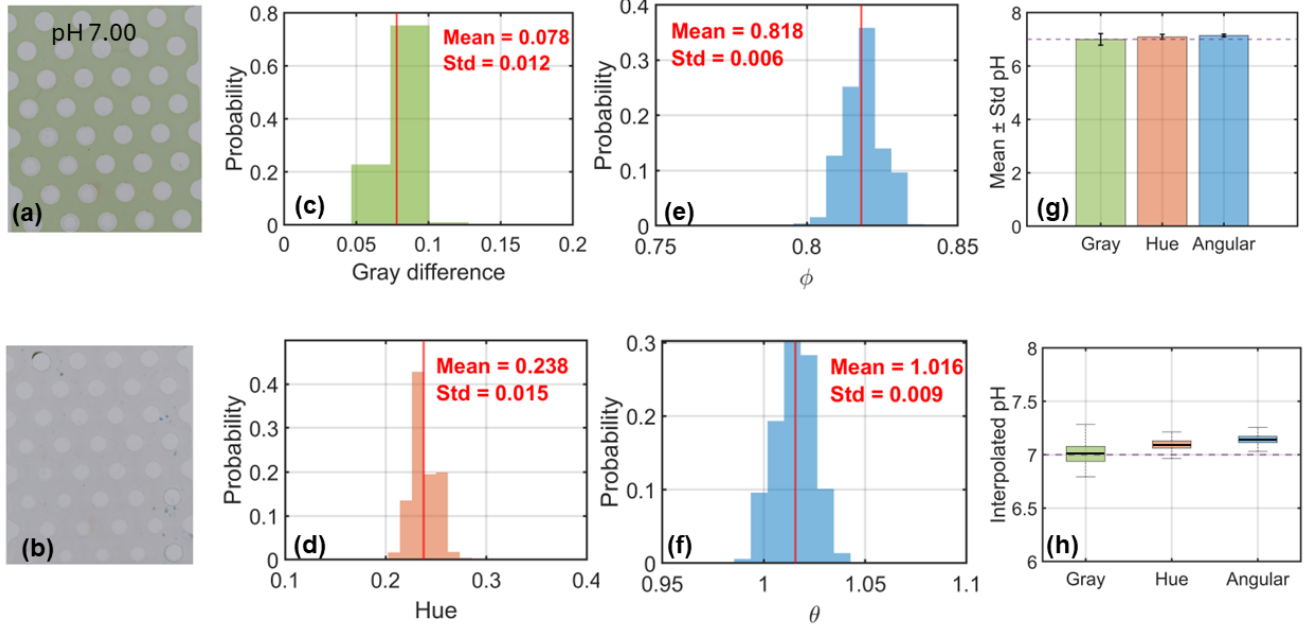 pH 7.00
(a)
0.8
0.6
0.4
0.2
0
Probability
Mean = 0.078
Std = 0.012
(c)
0
0.05
0.1
0.15
0.2
Gray difference
0.4
0.3
0.2
0.1
0
Probability
Mean = 0.818
Std = 0.006
(e)
0.75
0.8
0.85
ϕ
8
6
4
2
0
Mean ± Std pH
(g)
Gray
Hue
Angular
(b)
0.4
0.3
0.2
0.1
0
Probability
Mean = 0.238
Std = 0.015
(d)
0.1
0.2
0.3
0.4
Hue
0.3
0.2
0.1
0
Probability
Mean = 1.016
Std = 0.009
(f)
0.95
1
1.05
1.1
θ
8
7.5
7
6.5
6
Interpolated pH
(h)
Gray
Hue
Angular